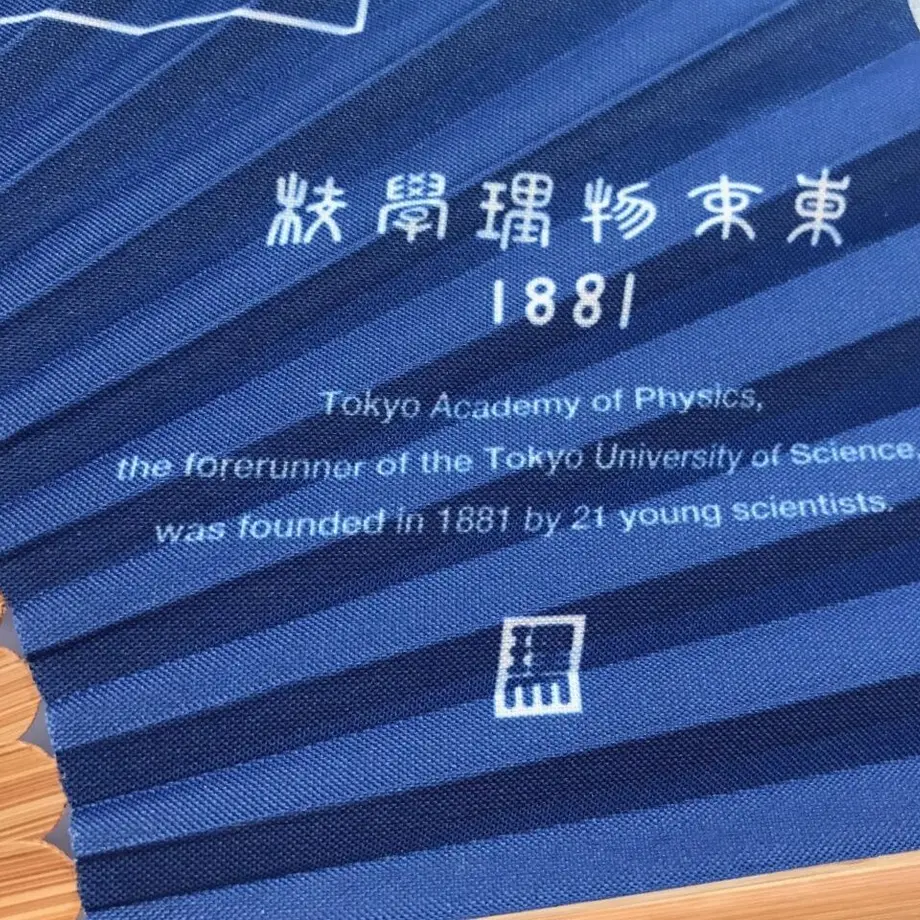 東京物理學校
1881
Tokyo Academy of Physics,
the forerunner of the Tokyo University of Science,
was founded in 1881 by 21 young scientists.